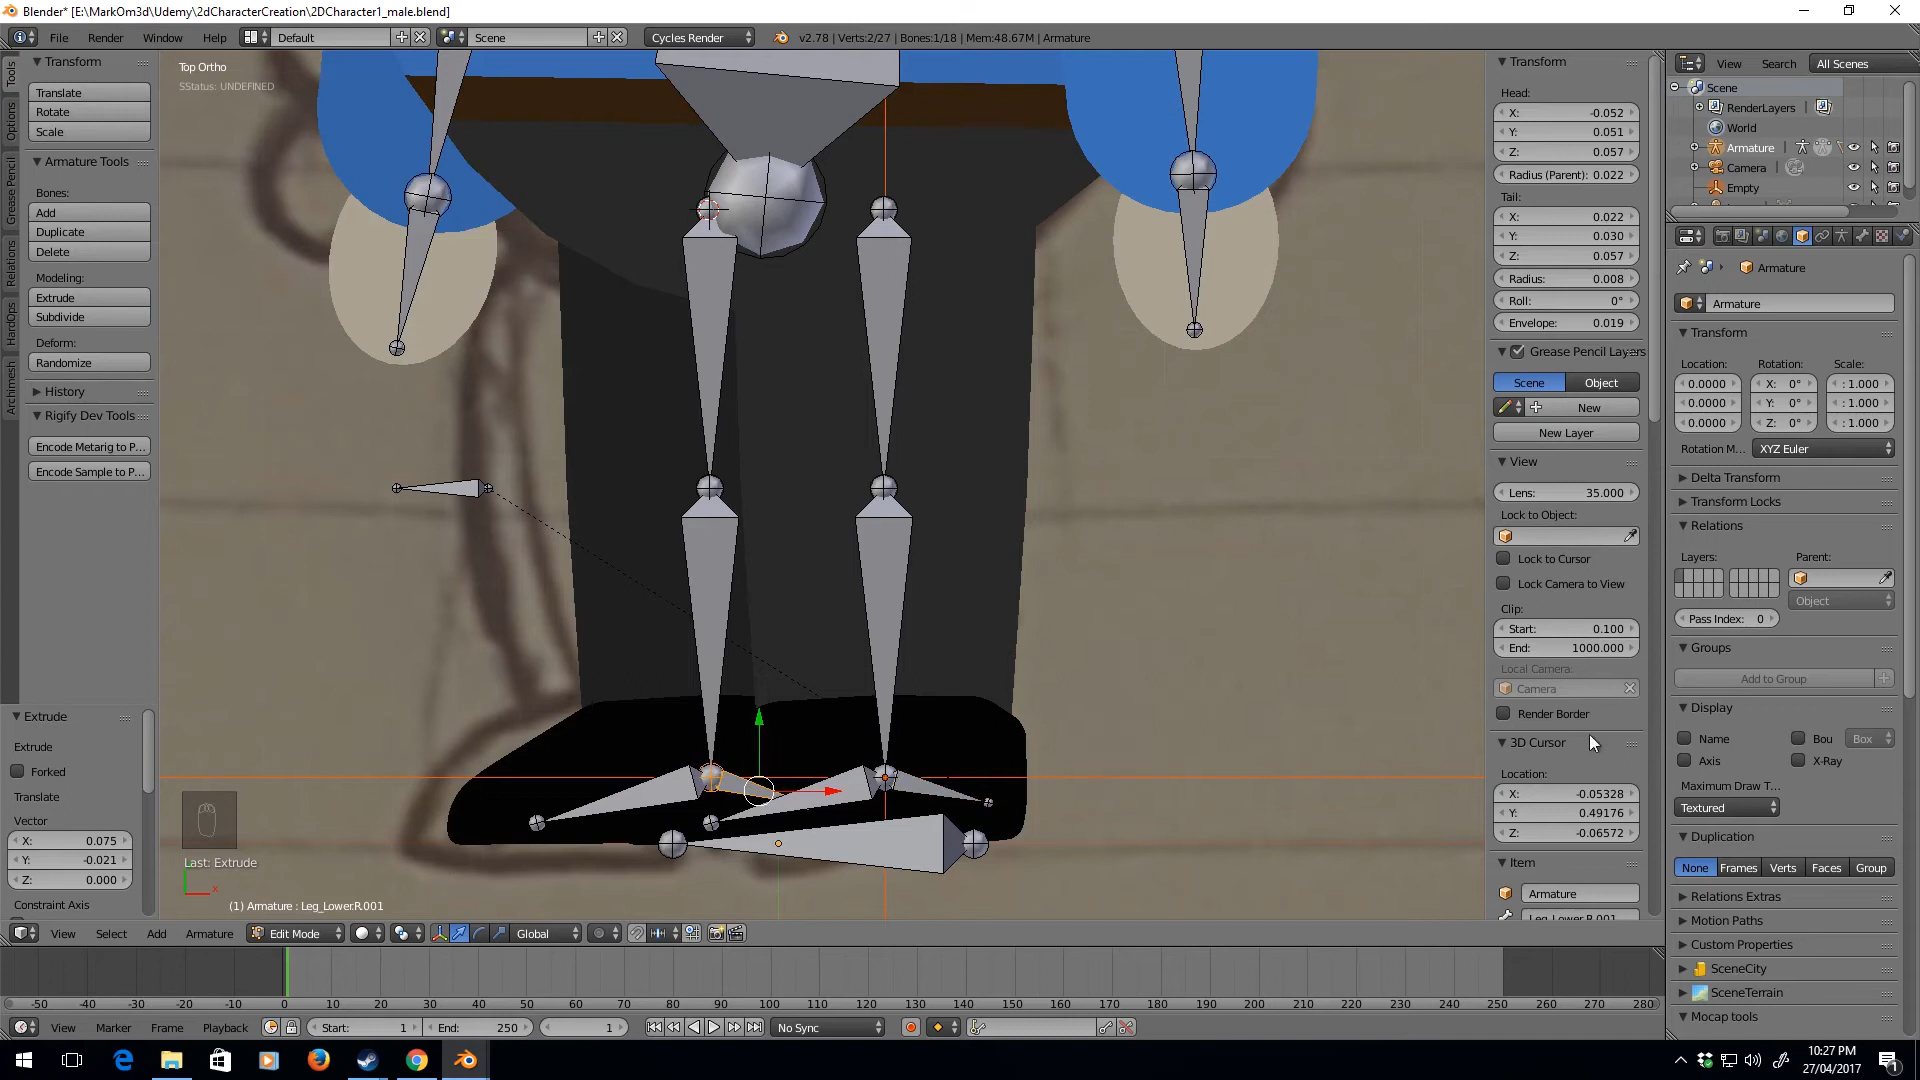 Blender* [E:\MarkOm3d\Udemy\2dCharacterCreation\2DCharacter1_male.blend]
File Render Window Help Default Scene Cycles Render v2.78 | Verts:2/27 | Bones:1/18 | Mem:48.67M | Armature
Tools
Options
Grease Pencil
Relations
HardOps
Archimesh
Transform
Translate
Rotate
Scale
Armature Tools
Bones:
Add
Duplicate
Delete
Modeling:
Extrude
Subdivide
Deform:
Randomize
History
Rigify Dev Tools
Encode Metarig to P...
Encode Sample to P...
Extrude
Extrude
Forked
Translate
Vector
X: 0.075
Y: -0.021
Z: 0.000
Constraint Axis
Top Ortho
SStatus: UNDEFINED
Last: Extrude
x
(1) Armature : Leg_Lower.R.001
View Select Add Armature Edit Mode Global
Transform
Head:
X: -0.052
Y: 0.051
Z: 0.057
Radius (Parent): 0.022
Tail:
X: 0.022
Y: 0.030
Z: 0.057
Radius: 0.008
Roll: 0°
Envelope: 0.019
Grease Pencil Layers
Scene Object
New
New Layer
View
Lens: 35.000
Lock to Object:
Lock to Cursor
Lock Camera to View
Clip:
Start: 0.100
End: 1000.000
Local Camera:
Camera
Render Border
3D Cursor
Location:
X: -0.05328
Y: 0.49176
Z: -0.06572
Item
Armature
Leg_Lower.R.001
View Search All Scenes
Scene
RenderLayers
World
Armature
Camera
Empty
Armature
Armature
Transform
Location: Rotation: Scale:
0.0000 X: 0° : 1.000
0.0000 Y: 0° : 1.000
0.0000 Z: 0° : 1.000
Rotation M... XYZ Euler
Delta Transform
Transform Locks
Relations
Layers: Parent:
Object
Pass Index: 0
Groups
Add to Group
Display
Name Bou Box
Axis X-Ray
Maximum Draw T...
Textured
Duplication
None Frames Verts Faces Group
Relations Extras
Motion Paths
Custom Properties
SceneCity
SceneTerrain
Mocap tools
-50 -40 -30 -20 -10 0 10 20 30 40 50 60 70 80 90 100 110 120 130 140 150 160 170 180 190 200 210 220 230 240 250 260 270 280
View Marker Frame Playback Start: 1 End: 250 1 No Sync
10:27 PM
27/04/2017
1